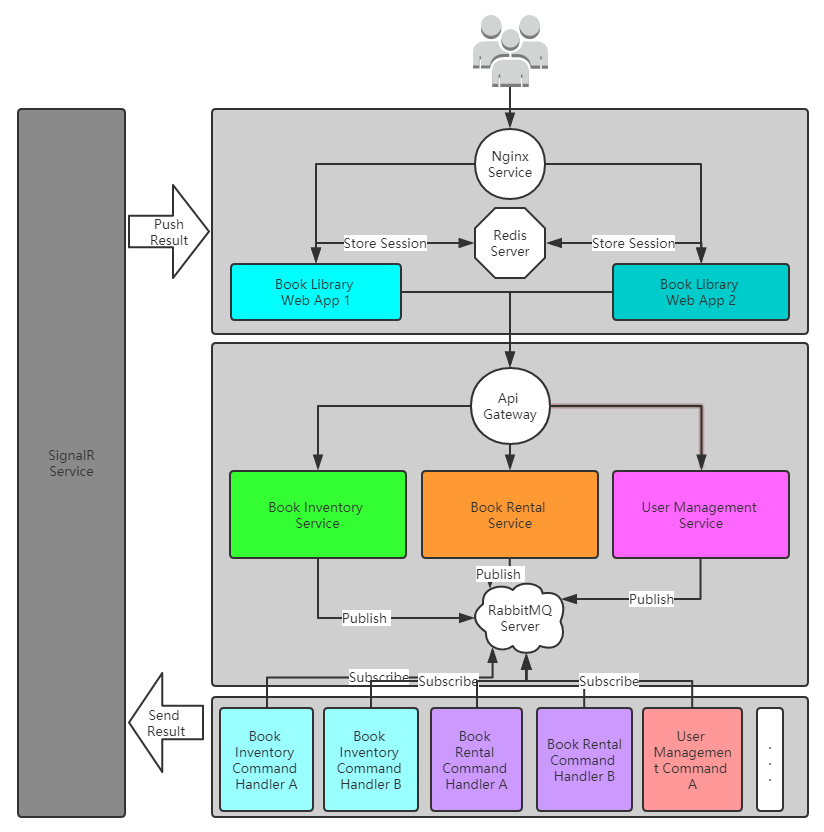 Nginx
Service
Push
Result
Redis
Server
Store Session
Store Session
Book Library
Web App 1
Book Library
Web App 2
Api
Gateway
SignalR
Service
Book Inventory
Service
Book Rental
Service
User Management
Service
Publish
Publish
Publish
RabbitMQ
Server
Subscribe
Subscribe
Subscribe
Send
Result
Book
Inventory
Command
Handler A
Book
Inventory
Command
Handler B
Book
Rental
Command
Handler A
Book Rental
Command
Handler B
User
Managemen
t Command
A
.
.
.